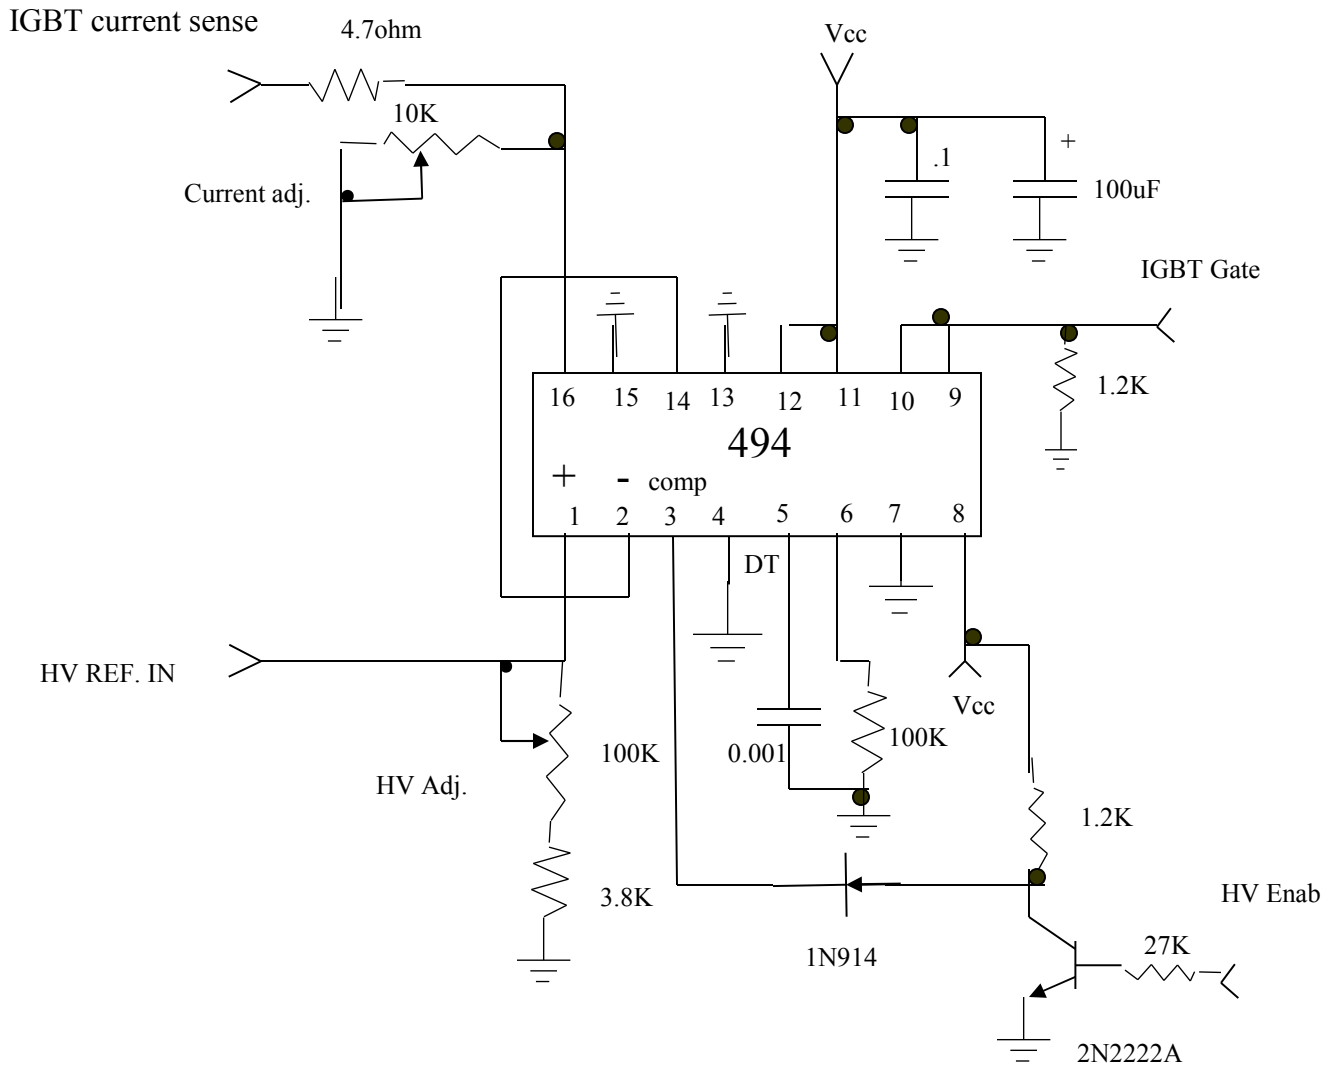 IGBT current sense
4.7ohm
Vcc
10K
.1
+
Current adj.
100uF
IGBT Gate
1.2K
16 15 14 13 12 11 10 9
494
+ - comp
1 2 3 4 5 6 7 8
DT
HV REF. IN
Vcc
100K
0.001
100K
HV Adj.
1.2K
3.8K
HV Enab
1N914
27K
2N2222A